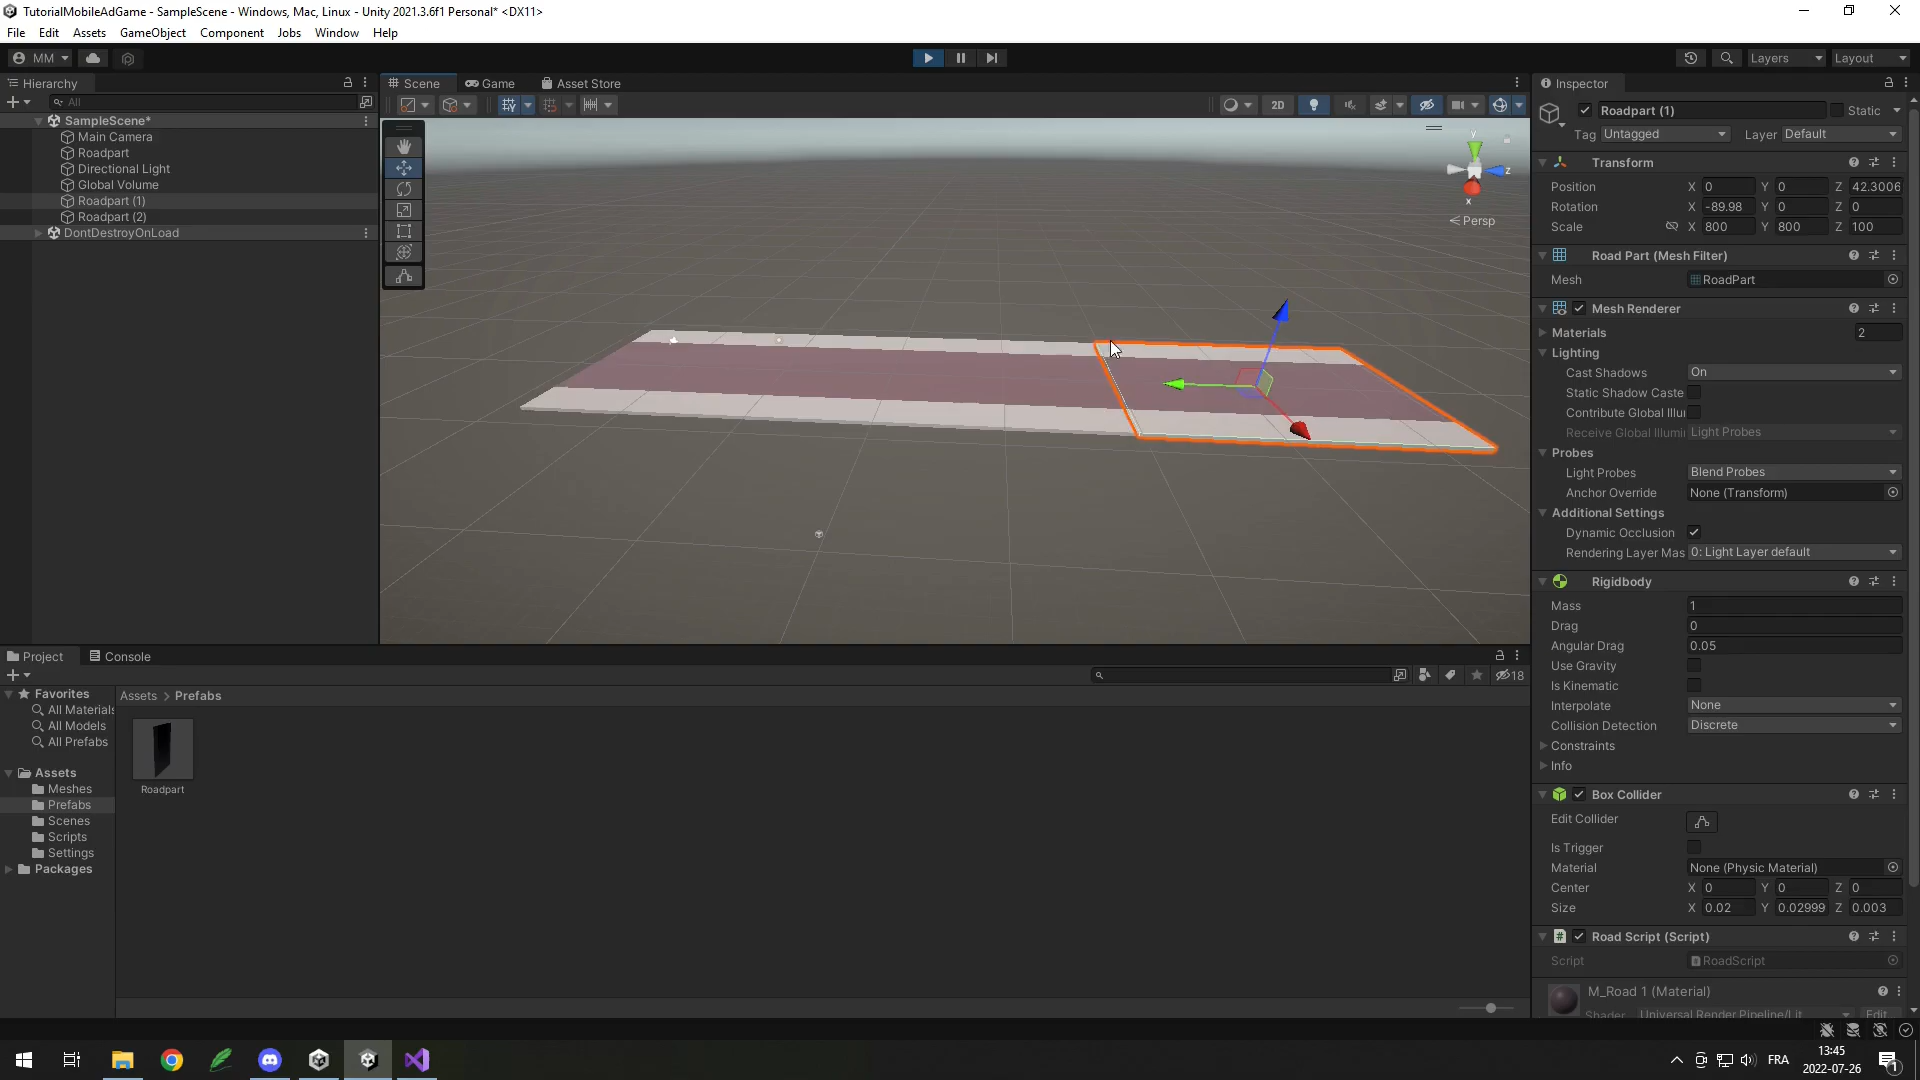 TutorialMobileAdGame - SampleScene - Windows, Mac, Linux - Unity 2021.3.6f1 Personal* <DX11>
File Edit Assets GameObject Component Jobs Window Help
MM
Layers
Layout
Hierarchy
All
SampleScene*
Main Camera
Roadpart
Directional Light
Global Volume
Roadpart (1)
Roadpart (2)
DontDestroyOnLoad
Scene
Game
Asset Store
2D
y
z
x
Persp
Inspector
Roadpart (1)
Static
Tag Untagged
Layer Default
Transform
Position X 0 Y 0 Z 42.3006
Rotation X -89.98 Y 0 Z 0
Scale X 800 Y 800 Z 100
Road Part (Mesh Filter)
Mesh RoadPart
Mesh Renderer
Materials 2
Lighting
Cast Shadows On
Static Shadow Caste
Contribute Global Illu
Receive Global Illumin Light Probes
Probes
Light Probes Blend Probes
Anchor Override None (Transform)
Additional Settings
Dynamic Occlusion
Rendering Layer Mas 0: Light Layer default
Rigidbody
Mass 1
Drag 0
Angular Drag 0.05
Use Gravity
Is Kinematic
Interpolate None
Collision Detection Discrete
Constraints
Info
Box Collider
Edit Collider
Is Trigger
Material None (Physic Material)
Center X 0 Y 0 Z 0
Size X 0.02 Y 0.02999 Z 0.003
# Road Script (Script)
Script RoadScript
M_Road 1 (Material)
Shader Universal Render Pipeline/Lit Edit
Project
Console
18
Favorites
All Materials
All Models
All Prefabs
Assets
Meshes
Prefabs
Scenes
Scripts
Settings
Packages
Assets > Prefabs
Roadpart
FRA
13:45
2022-07-26
1